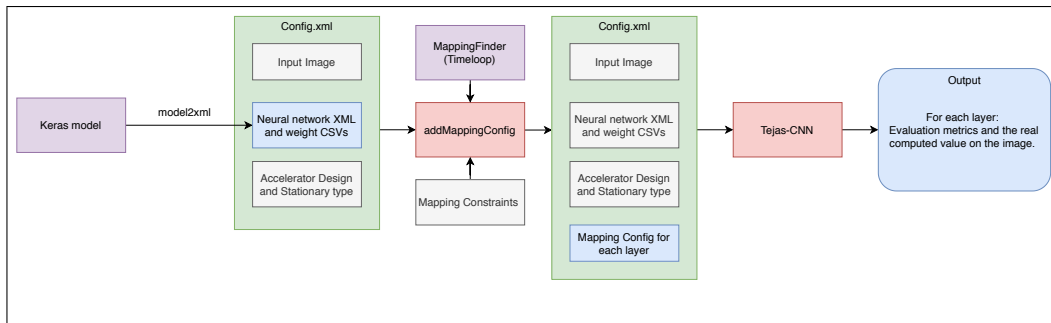 Keras model
model2xml
Config.xml
Input Image
Neural network XML
and weight CSVs
Accelerator Design
and Stationary type
MappingFinder
(Timeloop)
addMappingConfig
Mapping Constraints
Config.xml
Input Image
Neural network XML
and weight CSVs
Accelerator Design
and Stationary type
Mapping Config for
each layer
Tejas-CNN
Output
For each layer:
Evaluation metrics and the real
computed value on the image.